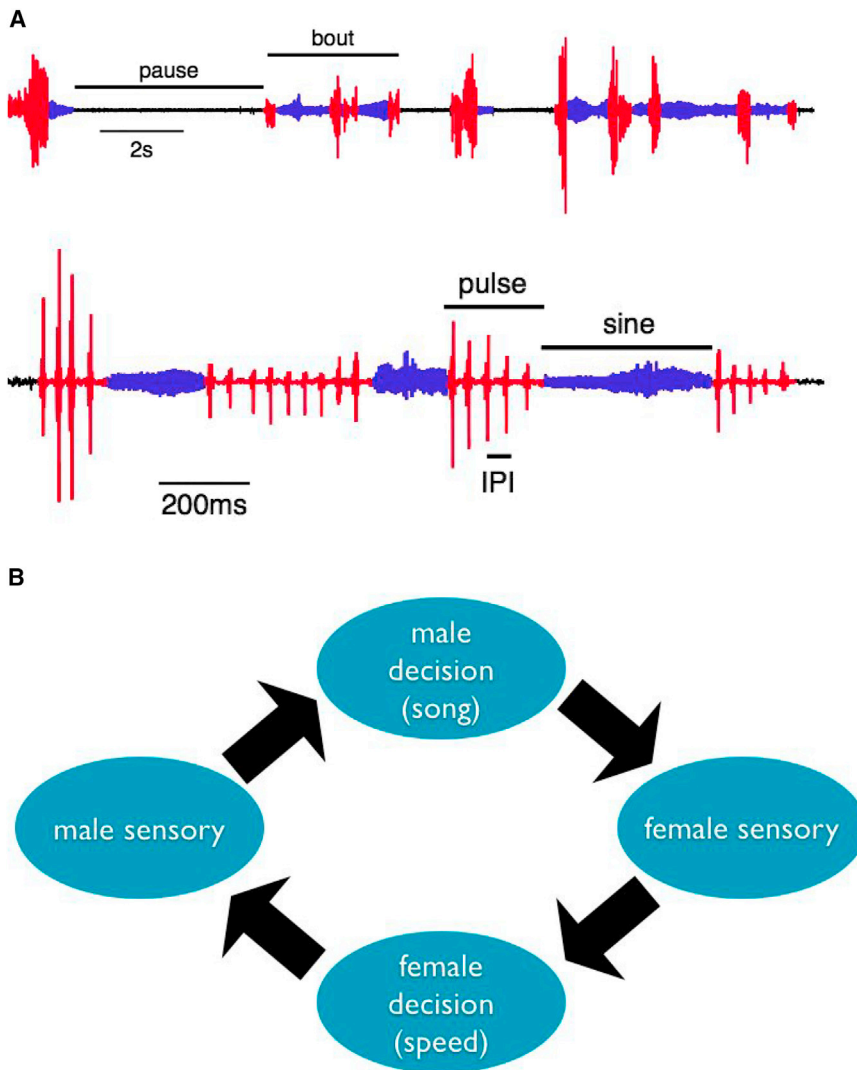 A
bout
pause
2s
pulse
sine
IPI
200ms
B
male
decision
(song)
male sensory
female sensory
female
decision
(speed)